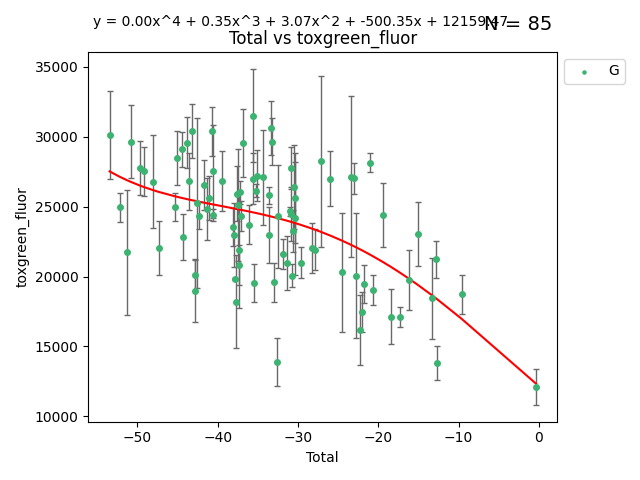 y = 0.00x^4 + 0.35x^3 + 3.07x^2 + -500.35x + 12159.47
N = 85
Total vs toxgreen_fluor
G
35000
30000
25000
20000
15000
10000
toxgreen_fluor
−50 −40 −30 −20 −10 0
Total